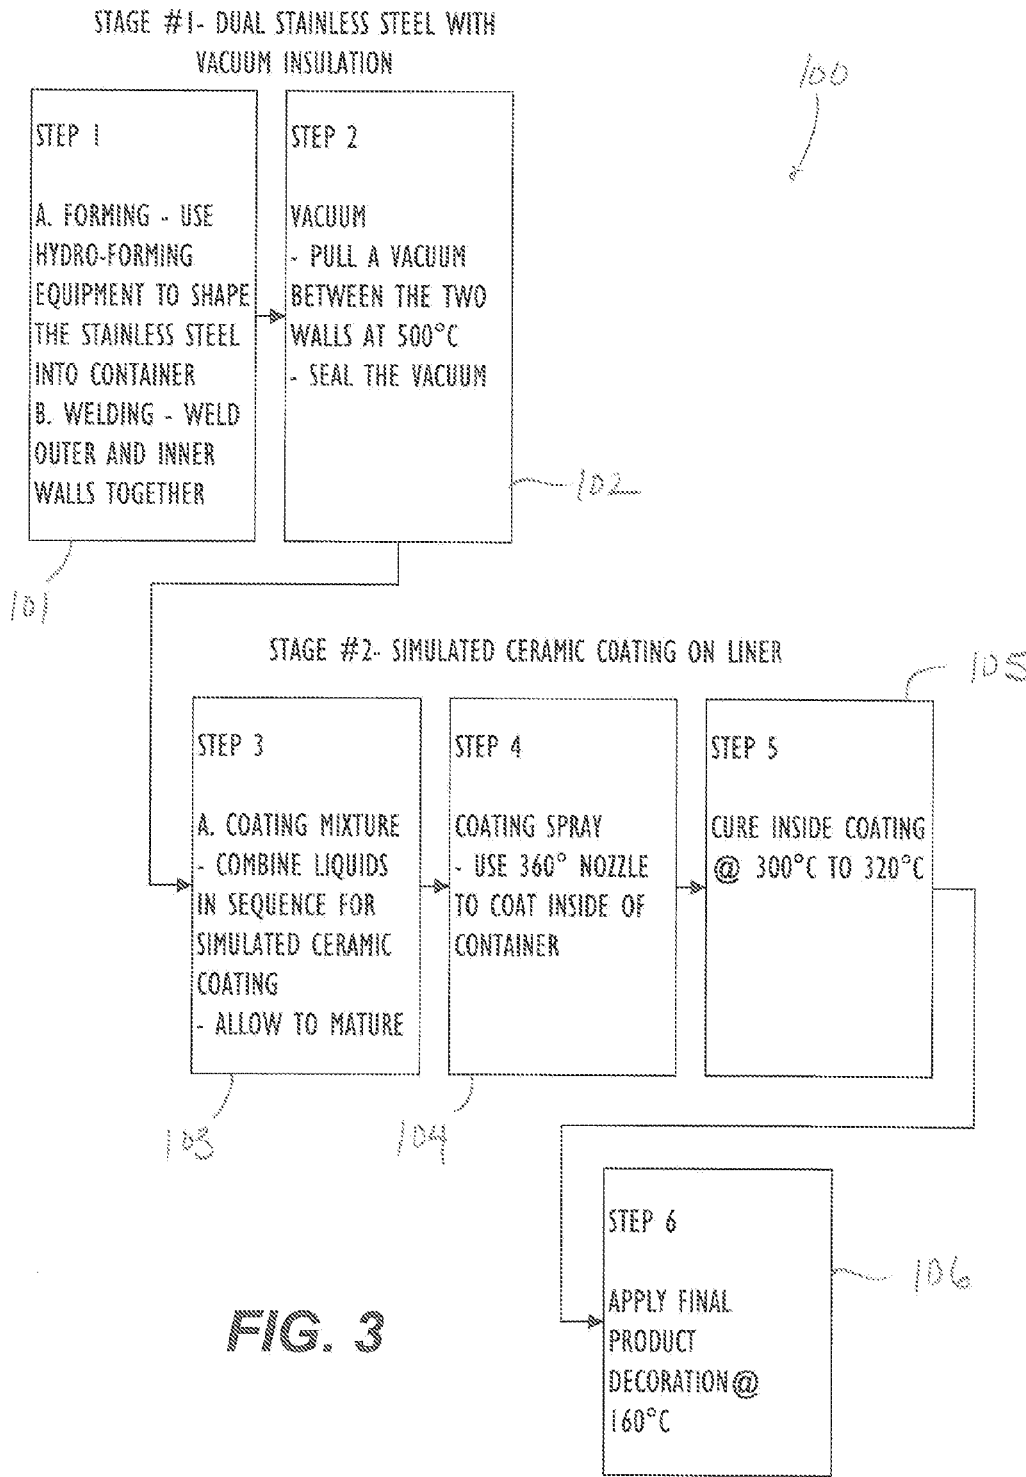 STAGE #1- DUAL STAINLESS STEEL WITH
VACUUM INSULATION
100
STEP 1
A. FORMING - USE
HYDRO-FORMING
EQUIPMENT TO SHAPE
THE STAINLESS STEEL
INTO CONTAINER
B. WELDING - WELD
OUTER AND INNER
WALLS TOGETHER
101
STEP 2
VACUUM
- PULL A VACUUM
BETWEEN THE TWO
WALLS AT 500°C
- SEAL THE VACUUM
102
STAGE #2- SIMULATED CERAMIC COATING ON LINER
STEP 3
A. COATING MIXTURE
- COMBINE LIQUIDS
IN SEQUENCE FOR
SIMULATED CERAMIC
COATING
- ALLOW TO MATURE
103
STEP 4
COATING SPRAY
- USE 360° NOZZLE
TO COAT INSIDE OF
CONTAINER
104
STEP 5
CURE INSIDE COATING
@ 300°C TO 320°C
105
STEP 6
APPLY FINAL
PRODUCT
DECORATION@
160°C
106
FIG. 3